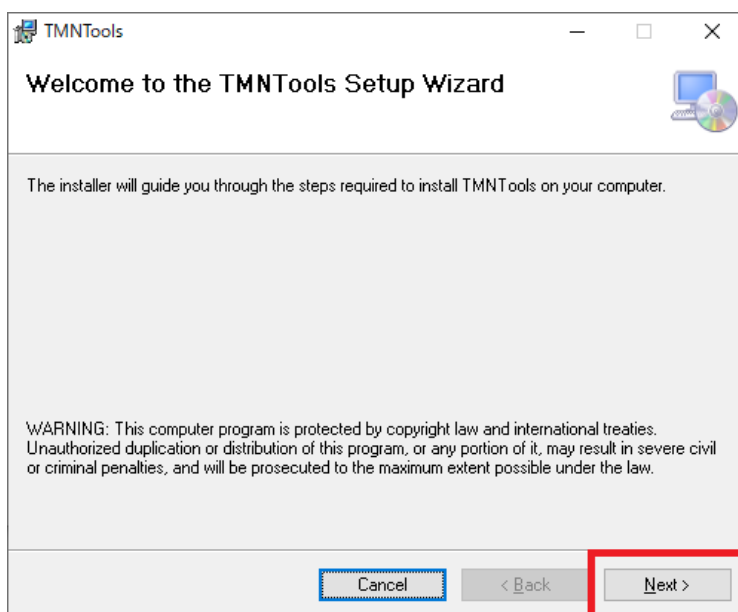 TMNTools
Welcome to the TMNTools Setup Wizard
The installer will guide you through the steps required to install TMNTools on your computer.
WARNING: This computer program is protected by copyright law and international treaties.
Unauthorized duplication or distribution of this program, or any portion of it, may result in severe civil
or criminal penalties, and will be prosecuted to the maximum extent possible under the law.
Cancel
< Back
Next >